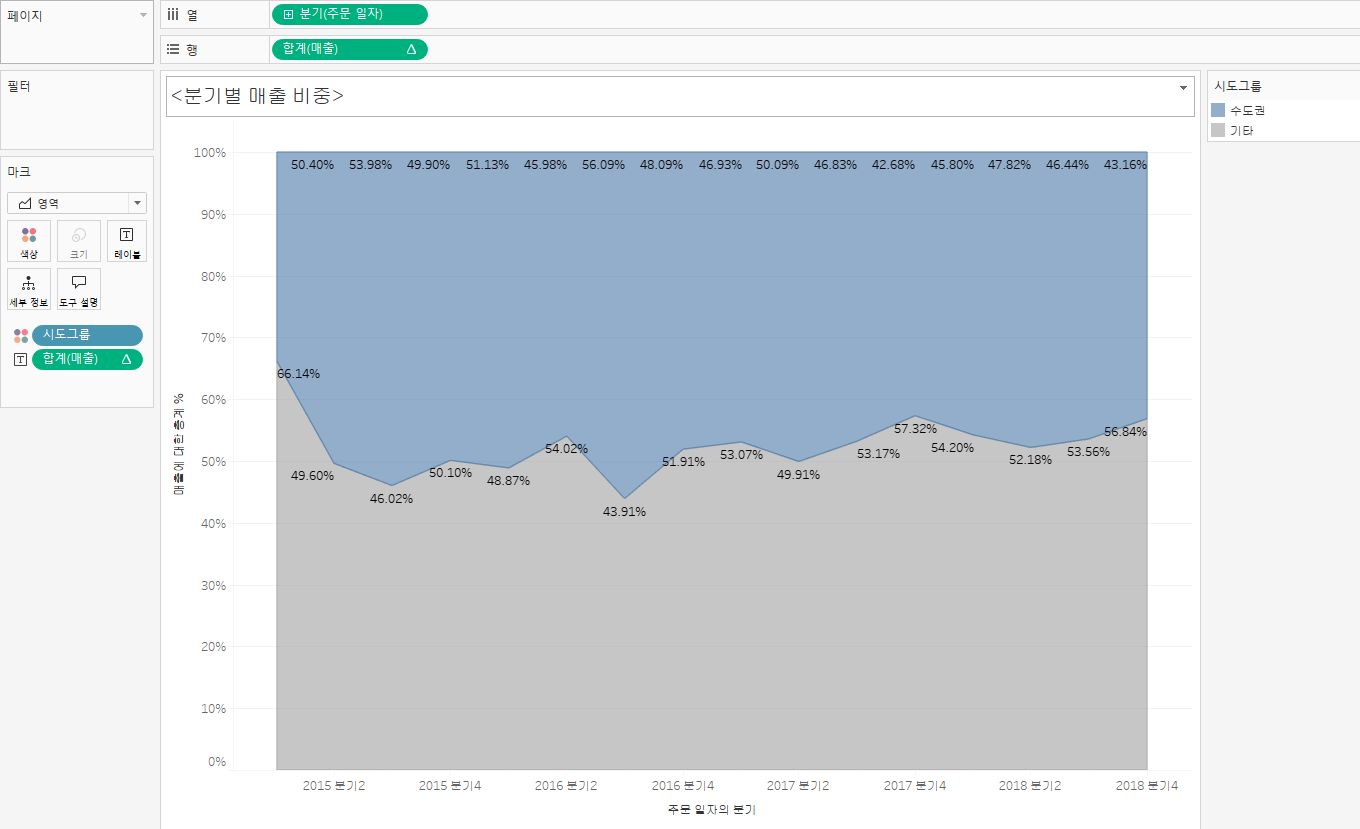 페이지
열
분기(주문 일자)
행
합계(매출)
필터
마크
영역
색상
크기
레이블
세부 정보
도구 설명
시도그룹
합계(매출)
<분기별 매출 비중>
100%
90%
80%
70%
60%
50%
40%
30%
20%
10%
0%
매출에 대한 총계 %
50.40% 53.98% 49.90% 51.13% 45.98% 56.09% 48.09% 46.93% 50.09% 46.83% 42.68% 45.80% 47.82% 46.44% 43.16%
66.14%
49.60%
46.02%
50.10%
48.87%
54.02%
43.91%
51.91%
53.07%
49.91%
53.17%
57.32%
54.20%
52.18%
53.56%
56.84%
2015 분기2 2015 분기4 2016 분기2 2016 분기4 2017 분기2 2017 분기4 2018 분기2 2018 분기4
주문 일자의 분기
시도그룹
수도권
기타